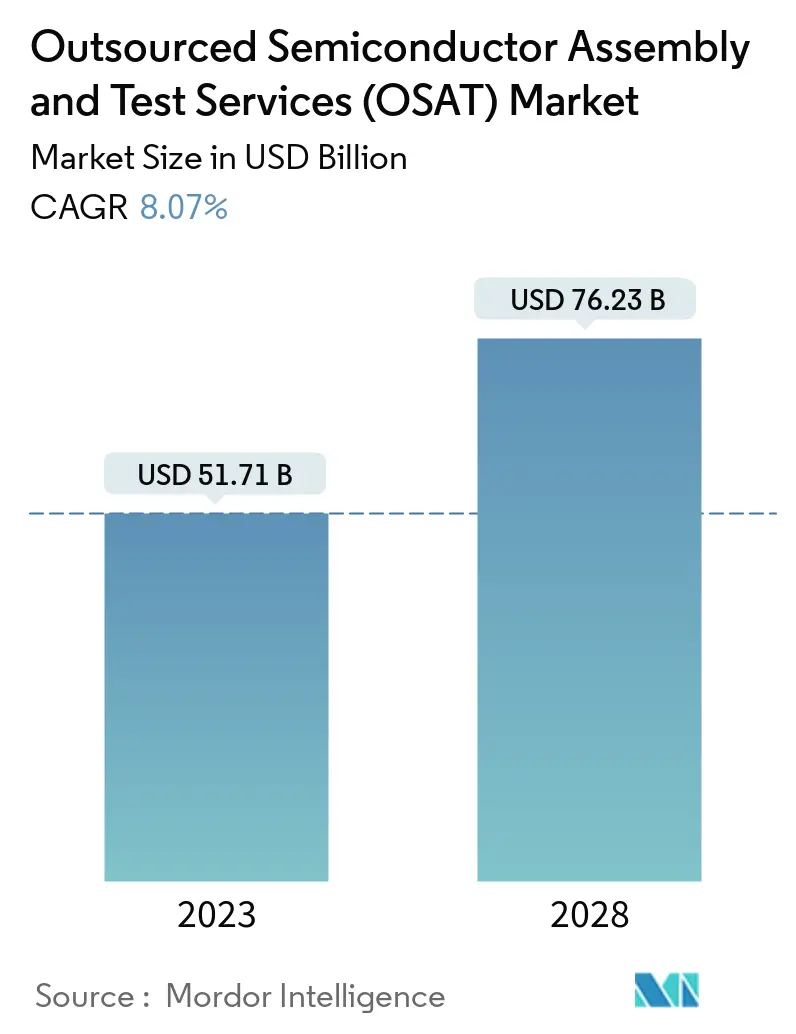 Outsourced Semiconductor Assembly
and Test Services (OSAT) Market
Market Size in USD Billion
CAGR 8.07%
USD 76.23 B
USD 51.71 B
2023 2028
Source : Mordor Intelligence